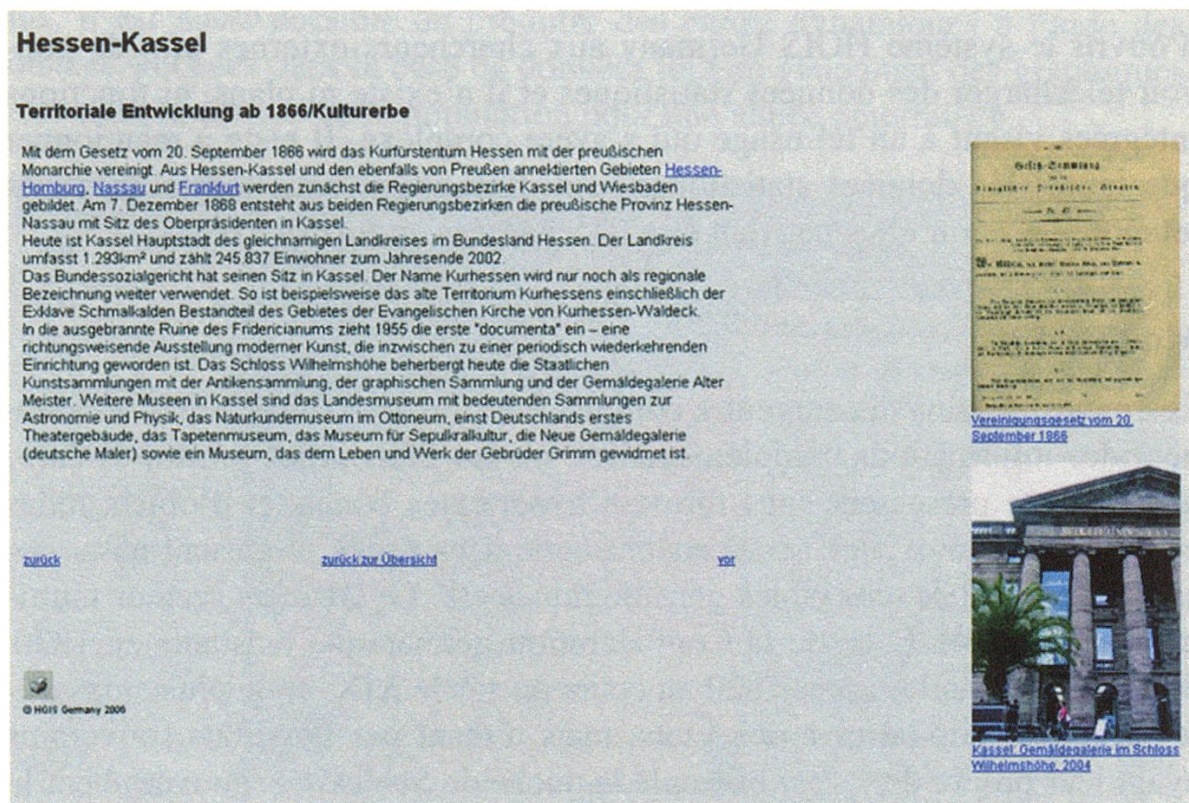 Hessen-Kassel
Territoriale Entwicklung ab 1866/Kulturerbe
Mit dem Gesetz vom 20. September 1866 wird das Kurfürstentum Hessen mit der preußischen
Monarchie vereinigt. Aus Hessen-Kassel und den ebenfalls von Preußen annektierten Gebieten Hessen-
Homburg, Nassau und Frankfurt werden zunächst die Regierungsbezirke Kassel und Wiesbaden
gebildet. Am 7. Dezember 1868 entsteht aus beiden Regierungsbezirken die preußische Provinz Hessen-
Nassau mit Sitz des Oberpräsidenten in Kassel.
Heute ist Kassel Hauptstadt des gleichnamigen Landkreises im Bundesland Hessen. Der Landkreis
umfasst 1.293km² und zählt 245.837 Einwohner zum Jahresende 2002.
Das Bundessozialgericht hat seinen Sitz in Kassel. Der Name Kurhessen wird nur noch als regionale
Bezeichnung weiter verwendet. So ist beispielsweise das alte Territorium Kurhessens einschließlich der
Exklave Schmalkalden Bestandteil des Gebietes der Evangelischen Kirche von Kurhessen-Waldeck.
In die ausgebrannte Ruine des Fridericianums zieht 1955 die erste "documenta" ein – eine
richtungsweisende Ausstellung moderner Kunst, die inzwischen zu einer periodisch wiederkehrenden
Einrichtung geworden ist. Das Schloss Wilhelmshöhe beherbergt heute die Staatlichen
Kunstsammlungen mit der Antikensammlung, der graphischen Sammlung und der Gemäldegalerie Alter
Meister. Weitere Museen in Kassel sind das Landesmuseum mit bedeutenden Sammlungen zur
Astronomie und Physik, das Naturkundemuseum im Ottoneum, einst Deutschlands erstes
Theatergebäude, das Tapetenmuseum, das Museum für Sepulkralkultur, die Neue Gemäldegalerie
(deutsche Maler) sowie ein Museum, das dem Leben und Werk der Gebrüder Grimm gewidmet ist.
zurück zurück zur Übersicht vor
© HGIS Germany 2006
Gesetz-Sammlung
Königlichen Preußischen Staaten
Vereinigungsgesetz vom 20.
September 1866
Kassel: Gemäldegalerie im Schloss
Wilhelmshöhe, 2004